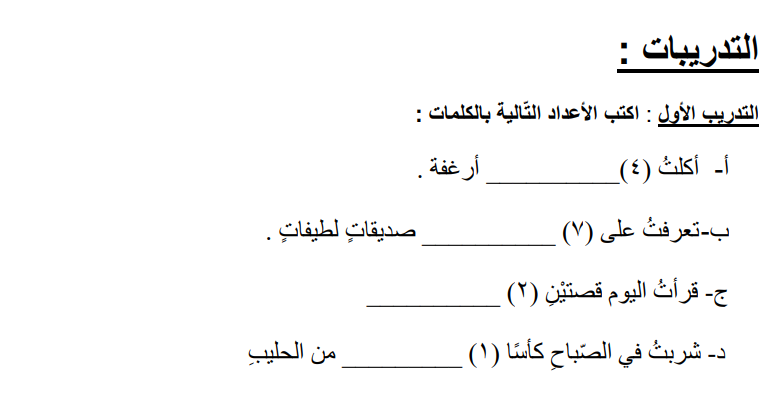 التدريبات :
التدريب الأول : اكتب الأعداد التّالية بالكلمات :
أ- أكلتُ (٤)__________ أرغفة .
ب-تعرفتُ على (٧) __________ صديقاتٍ لطيفاتٍ .
ج- قرأتُ اليوم قصتيْنِ (٢) __________
د- شربتُ في الصّباحِ كأسًا (١) _________ من الحليبِ